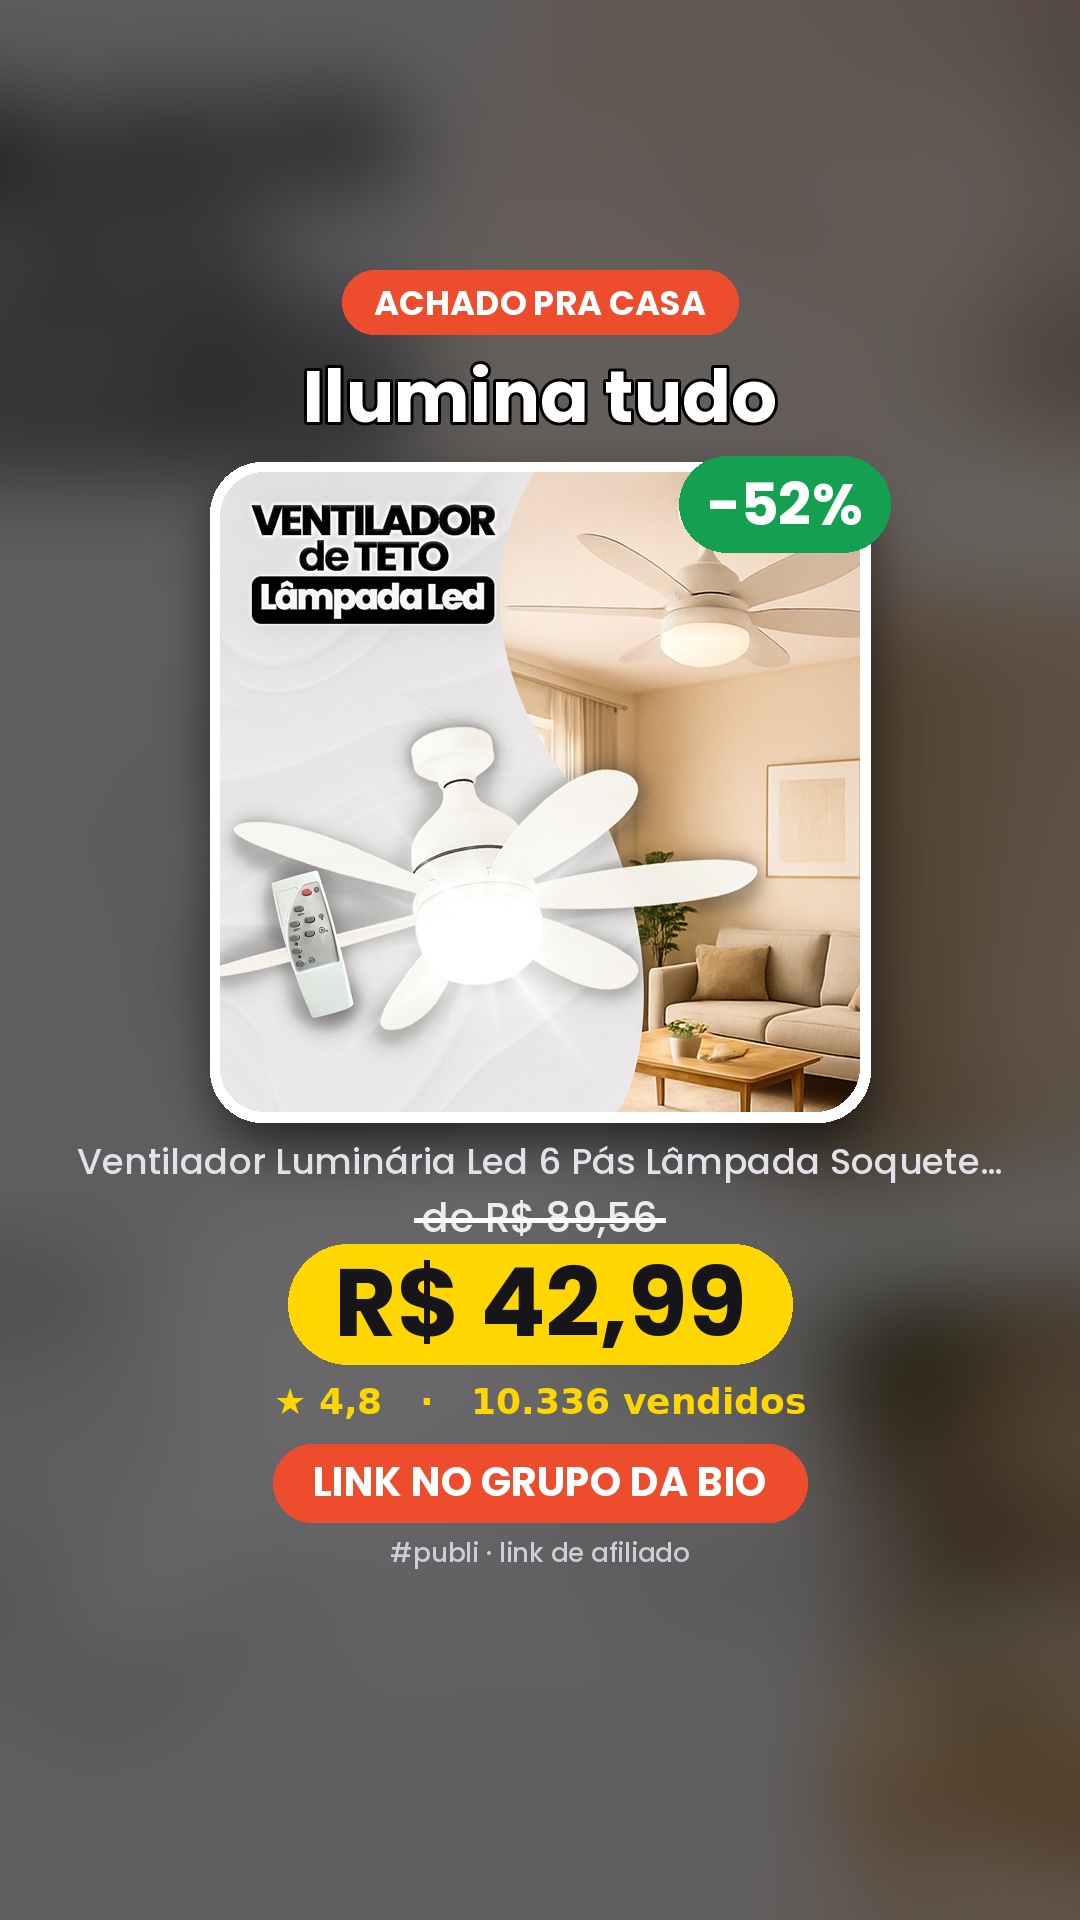 ACHADO PRA CASA
Ilumina tudo
-52%
VENTILADOR
de TETO
Lâmpada Led
Ventilador Luminária Led 6 Pás Lâmpada Soquete...
de R$ 89,56
R$ 42,99
★ 4,8 · 10.336 vendidos
LINK NO GRUPO DA BIO
#publi · link de afiliado